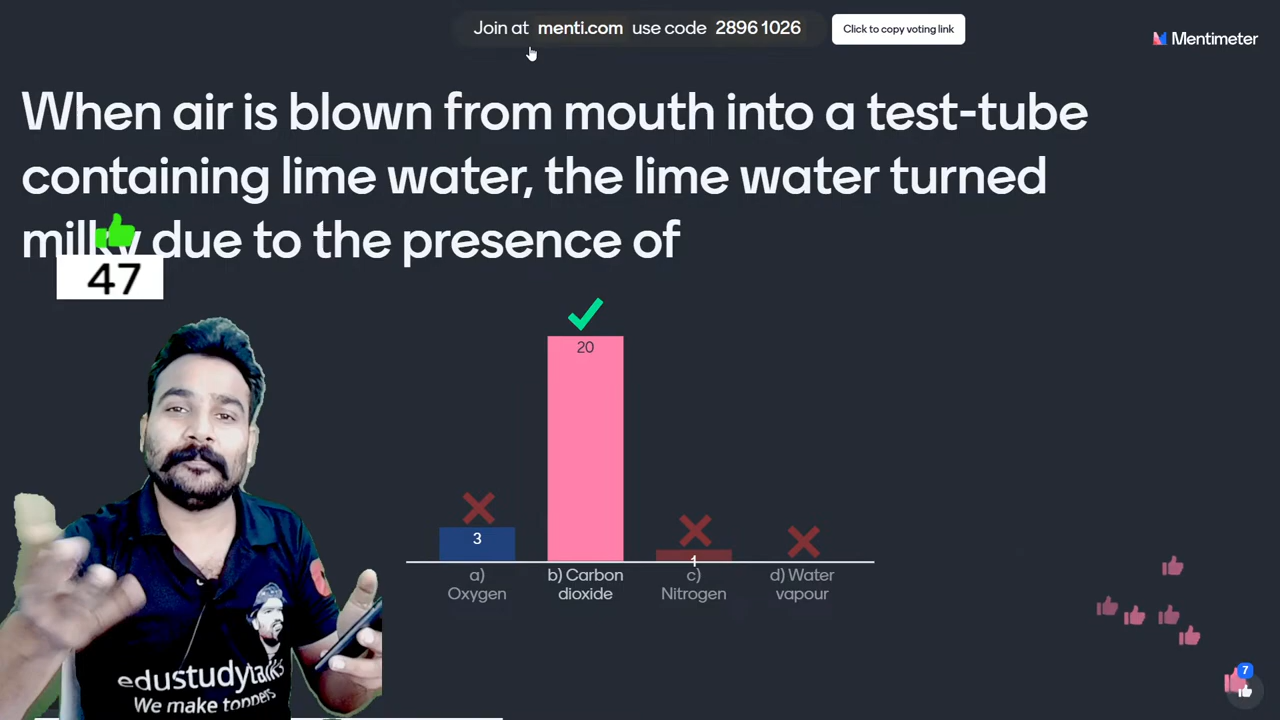 Join at menti.com use code 2896 1026
Click to copy voting link
Mentimeter
When air is blown from mouth into a test-tube
containing lime water, the lime water turned
milky due to the presence of
47
20
3
1
a)
Oxygen
b) Carbon
dioxide
c)
Nitrogen
d) Water
vapour
edustudytalks
We make toppers
7